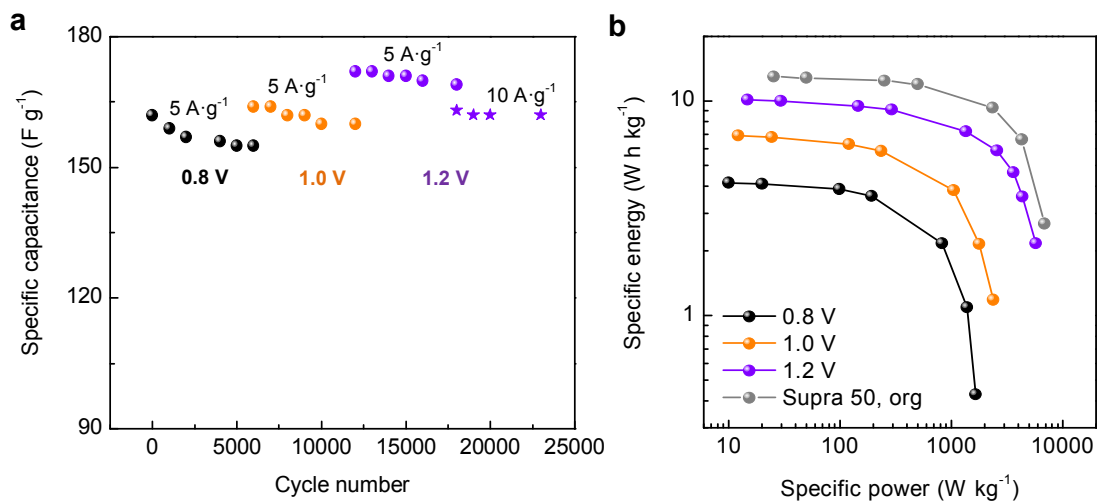 a
180
150
120
90
Specific capacitance (F g⁻¹)
5 A·g⁻¹
5 A·g⁻¹
5 A·g⁻¹
10 A·g⁻¹
0.8 V
1.0 V
1.2 V
0
5000
10000
15000
20000
25000
Cycle number
b
10
1
Specific energy (W h kg⁻¹)
0.8 V
1.0 V
1.2 V
Supra 50, org
10
100
1000
10000
Specific power (W kg⁻¹)